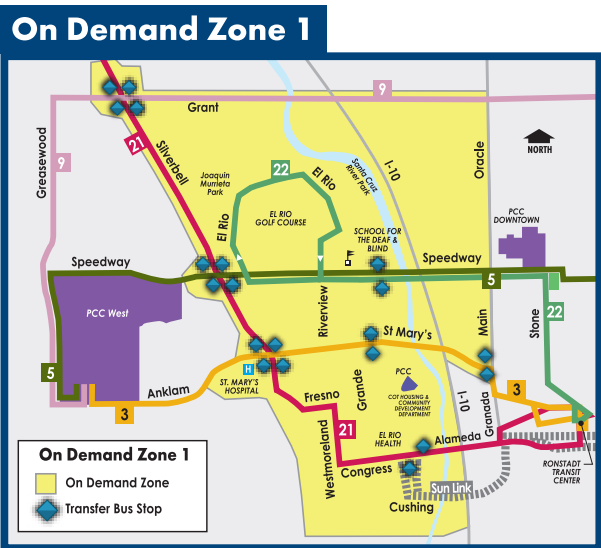 On Demand Zone 1
9
Grant
21
Silverbell
Greasewood
9
Joaquin
Murrieta
Park
22
El Rio
El Rio
EL RIO
GOLF COURSE
Santa Cruz
River Park
I-10
Oracle
NORTH
PCC
DOWNTOWN
SCHOOL FOR
THE DEAF &
BLIND
Speedway
Speedway
5
22
Stone
PCC West
Riverview
St Mary's
Main
5
H
ST. MARY'S
HOSPITAL
Anklam
3
Fresno
Grande
PCC
COT HOUSING &
COMMUNITY
DEVELOPMENT
DEPARTMENT
I-10
Granada
3
Westmoreland
21
EL RIO
HEALTH
Alameda
Congress
Sun Link
Cushing
RONSTADT
TRANSIT
CENTER
On Demand Zone 1
On Demand Zone
Transfer Bus Stop